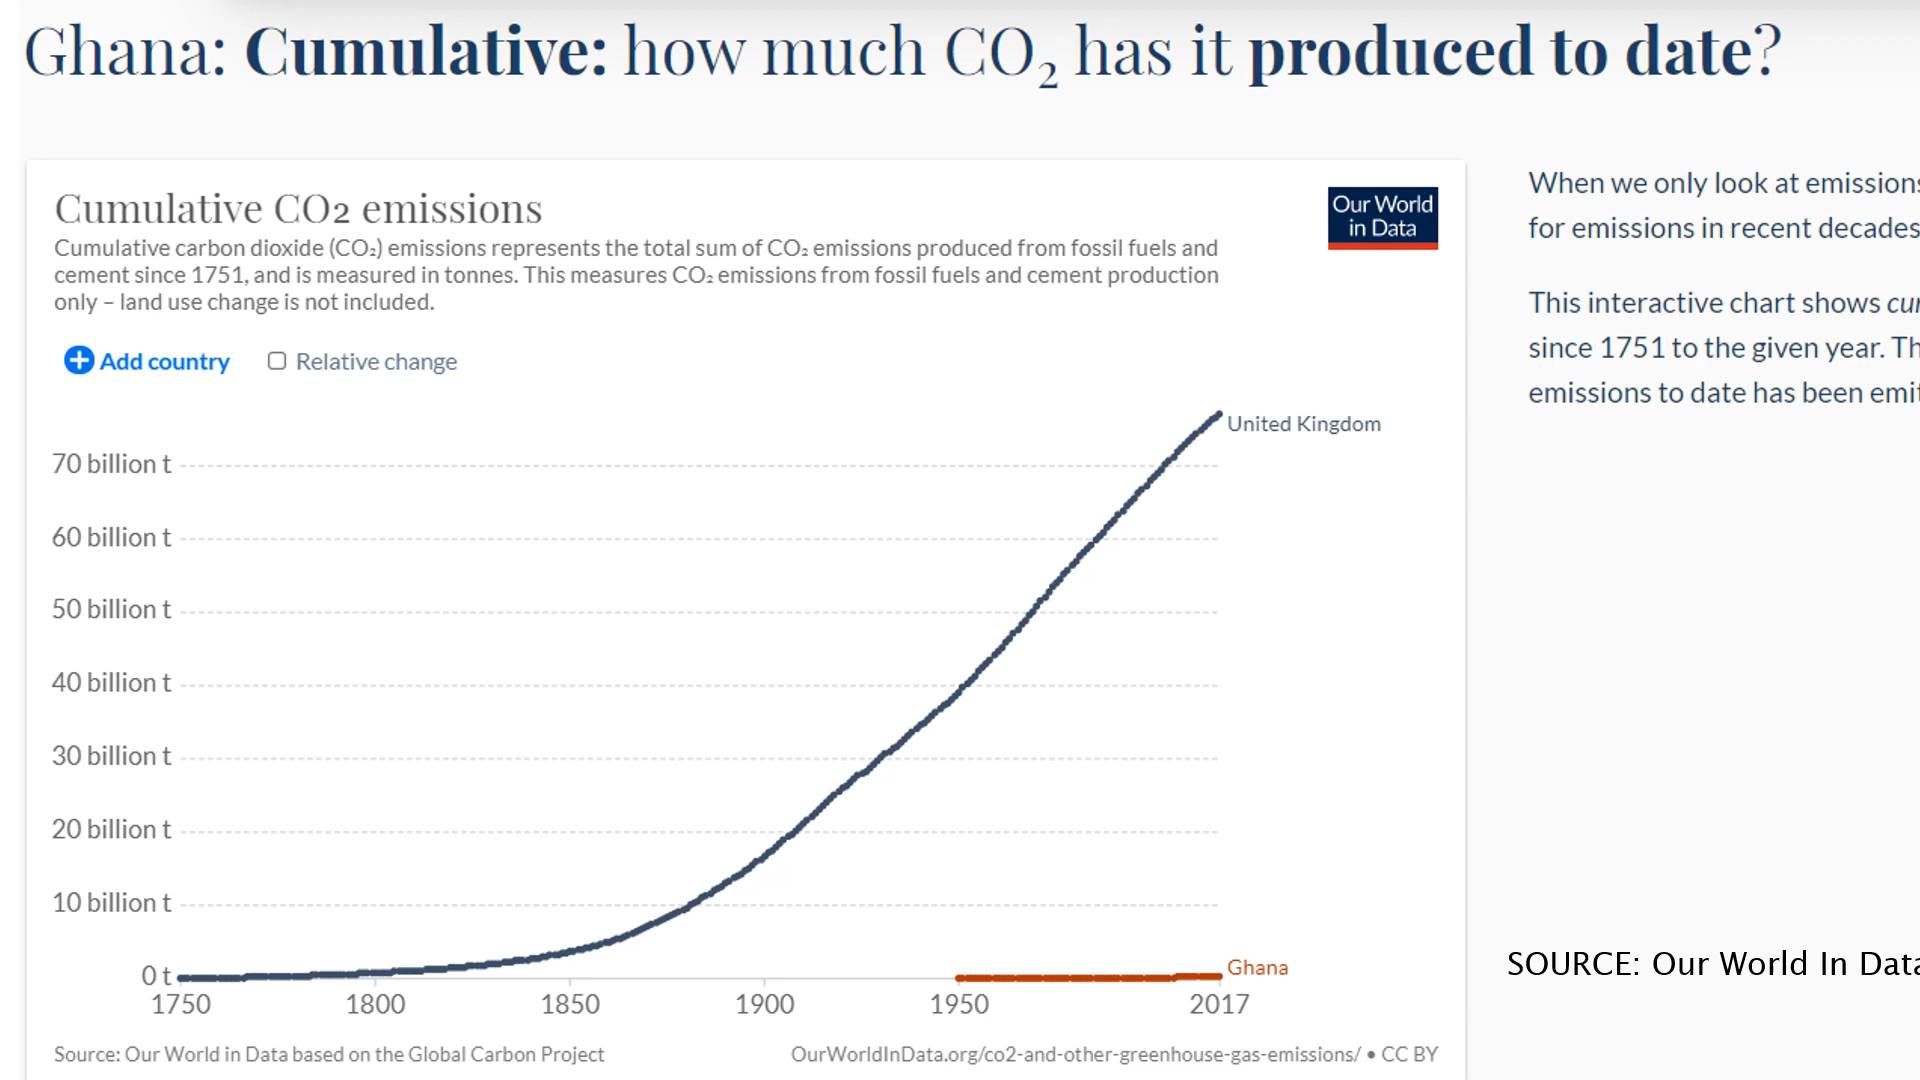 Ghana: Cumulative: how much CO₂ has it produced to date?
Cumulative CO2 emissions
Our World
in Data
Cumulative carbon dioxide (CO₂) emissions represents the total sum of CO₂ emissions produced from fossil fuels and
cement since 1751, and is measured in tonnes. This measures CO₂ emissions from fossil fuels and cement production
only – land use change is not included.
Add country
Relative change
When we only look at emissions
for emissions in recent decades
This interactive chart shows
since 1751 to the given year.
emissions to date has been
United Kingdom
70 billion t
60 billion t
50 billion t
40 billion t
30 billion t
20 billion t
10 billion t
0 t
Ghana
1750
1800
1850
1900
1950
2017
SOURCE: Our World In Data
Source: Our World in Data based on the Global Carbon Project
OurWorldInData.org/co2-and-other-greenhouse-gas-emissions/ • CC BY